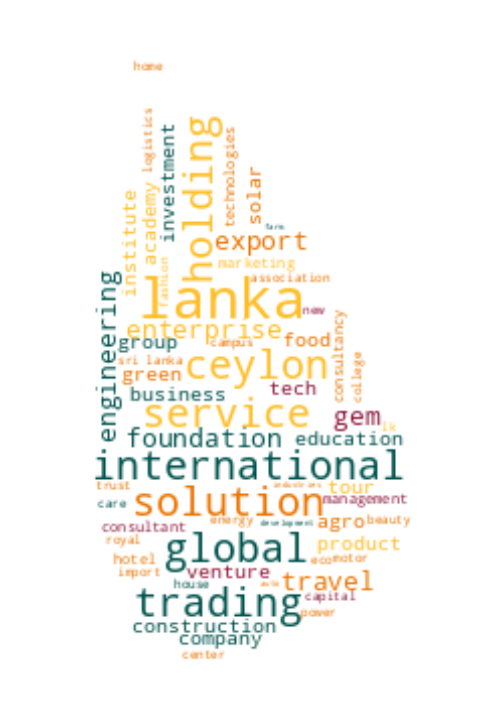 home
logistics
investment
holding
technologies
solar
academy
institute
farm
export
marketing
association
fashion
lanka
new
engineering
enterprise
group
campus
food
consultancy
sri lanka
ceylon
college
green
tech
business
service
gem
lk
foundation
education
international
trust
industries
tour
care
solution
management
consultant
energy
development
agro
beauty
royal
global
product
hotel
eco
motor
import
venture
house
auto
travel
trading
capital
power
construction
company
center